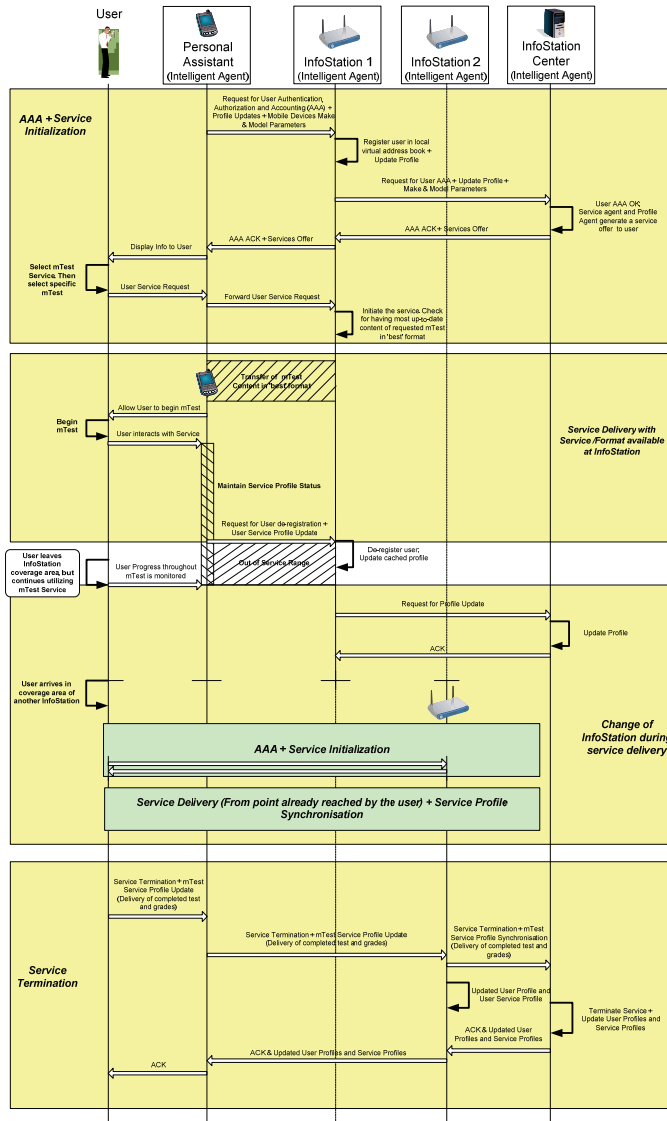 User
Personal
Assistant
(Intelligent Agent)
InfoStation 1
(Intelligent Agent)
InfoStation 2
(Intelligent Agent)
InfoStation
Center
(Intelligent Agent)
AAA + Service
Initialization
Request for User Authentication,
Authorization and Accounting (AAA) +
Profile Updates + Mobile Devices Make
& Model Parameters
Register user in local
virtual address book +
Update Profile
Request for User AAA + Update Profile +
Make & Model Parameters
User AAA OK;
Service agent and Profile
Agent generate a service
offer to user
AAA ACK + Services Offer
AAA ACK + Services Offer
Display Info to User
Select mTest
Service. Then
select specific
mTest
User Service Request
Forward User Service Request
Initiate the service. Check
for having most up-to-date
content of requested mTest
in 'best' format
Transfer of mTest
Content in 'best' format
Allow User to begin mTest
Begin
mTest
User interacts with Service
Service Delivery with
Service /Format available
at InfoStation
Maintain Service Profile Status
Request for User de-registration +
User Service Profile Update
De-register user;
Update cached profile
User leaves
InfoStation
coverage area, but
continues utilizing
mTest Service
User Progress throughout
mTest is monitored
Out of Service Range
Request for Profile Update
Update Profile
ACK
User arrives in
coverage area of
another InfoStation
Change of
InfoStation during
service delivery
AAA + Service Initialization
Service Delivery (From point already reached by the user) + Service Profile
Synchronisation
Service Termination + mTest
Service Profile Update
(Delivery of completed test
and grades)
Service Termination + mTest Service Profile Update
(Delivery of completed test and grades)
Service Termination + mTest
Service Profile Synchronisation
(Delivery of completed test and
grades)
Service
Termination
Updated User Profile and
User Service Profile
Terminate Service +
Update User Profiles and
Service Profiles
ACK & Updated User
Profiles and Service Profiles
ACK & Updated User Profiles and Service Profiles
ACK